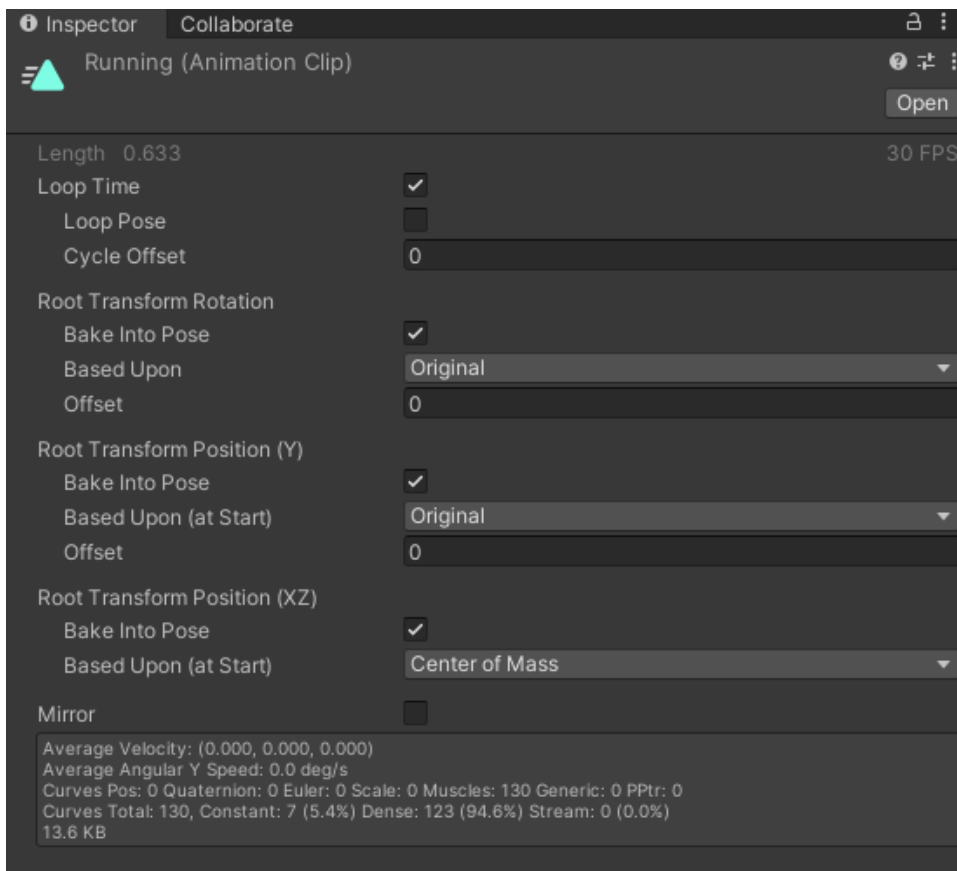 Inspector Collaborate
Running (Animation Clip)
Open
Length 0.633 30 FPS
Loop Time
Loop Pose
Cycle Offset 0
Root Transform Rotation
Bake Into Pose
Based Upon Original
Offset 0
Root Transform Position (Y)
Bake Into Pose
Based Upon (at Start) Original
Offset 0
Root Transform Position (XZ)
Bake Into Pose
Based Upon (at Start) Center of Mass
Mirror
Average Velocity: (0.000, 0.000, 0.000)
Average Angular Y Speed: 0.0 deg/s
Curves Pos: 0 Quaternion: 0 Euler: 0 Scale: 0 Muscles: 130 Generic: 0 PPtr: 0
Curves Total: 130, Constant: 7 (5.4%) Dense: 123 (94.6%) Stream: 0 (0.0%)
13.6 KB